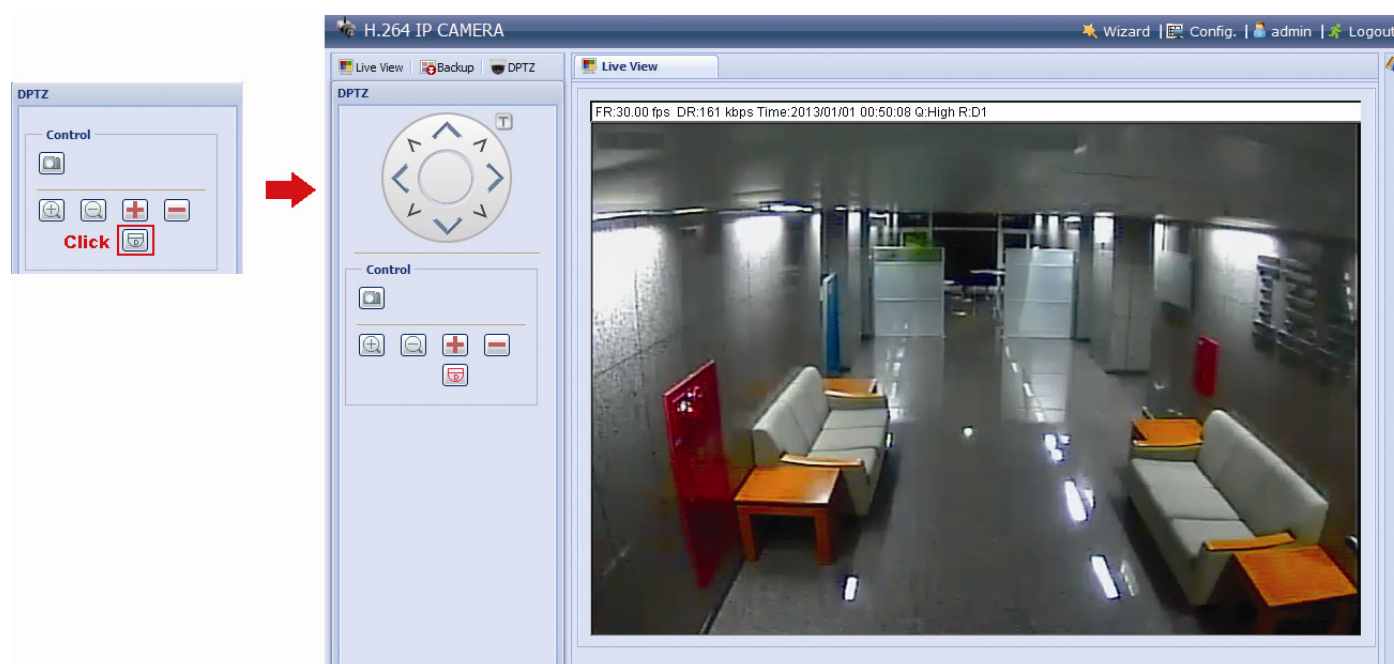 DPTZ
Control
Click
H.264 IP CAMERA
Wizard | Config. | admin | Logout
Live View Backup DPTZ
DPTZ
T
Control
Live View
FR:30.00 fps DR:161 kbps Time:2013/01/01 00:50:08 Q:High R:D1